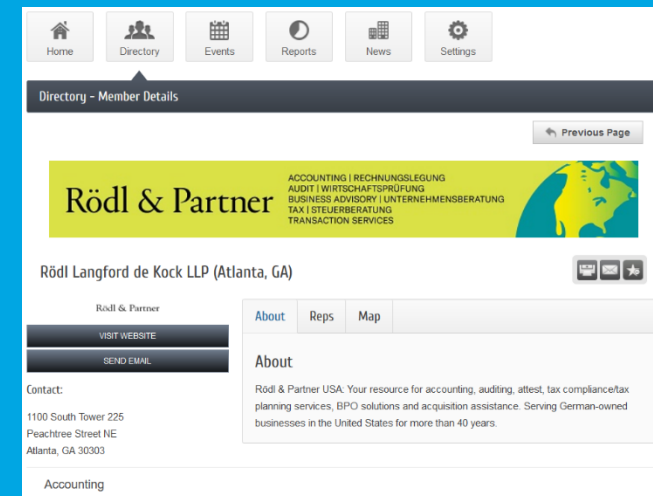 Home
Directory
Events
Reports
News
Settings
Directory - Member Details
Previous Page
Rödl & Partner
ACCOUNTING | RECHNUNGSLEGUNG
AUDIT | WIRTSCHAFTSPRÜFUNG
BUSINESS ADVISORY | UNTERNEHMENSBERATUNG
TAX | STEUERBERATUNG
TRANSACTION SERVICES
Rödl Langford de Kock LLP (Atlanta, GA)
Rödl & Partner
VISIT WEBSITE
SEND EMAIL
Contact:
1100 South Tower 225
Peachtree Street NE
Atlanta, GA 30303
About
Reps
Map
About
Rödl & Partner USA: Your resource for accounting, auditing, attest, tax compliance/tax
planning services, BPO solutions and acquisition assistance. Serving German-owned
businesses in the United States for more than 40 years.
Accounting